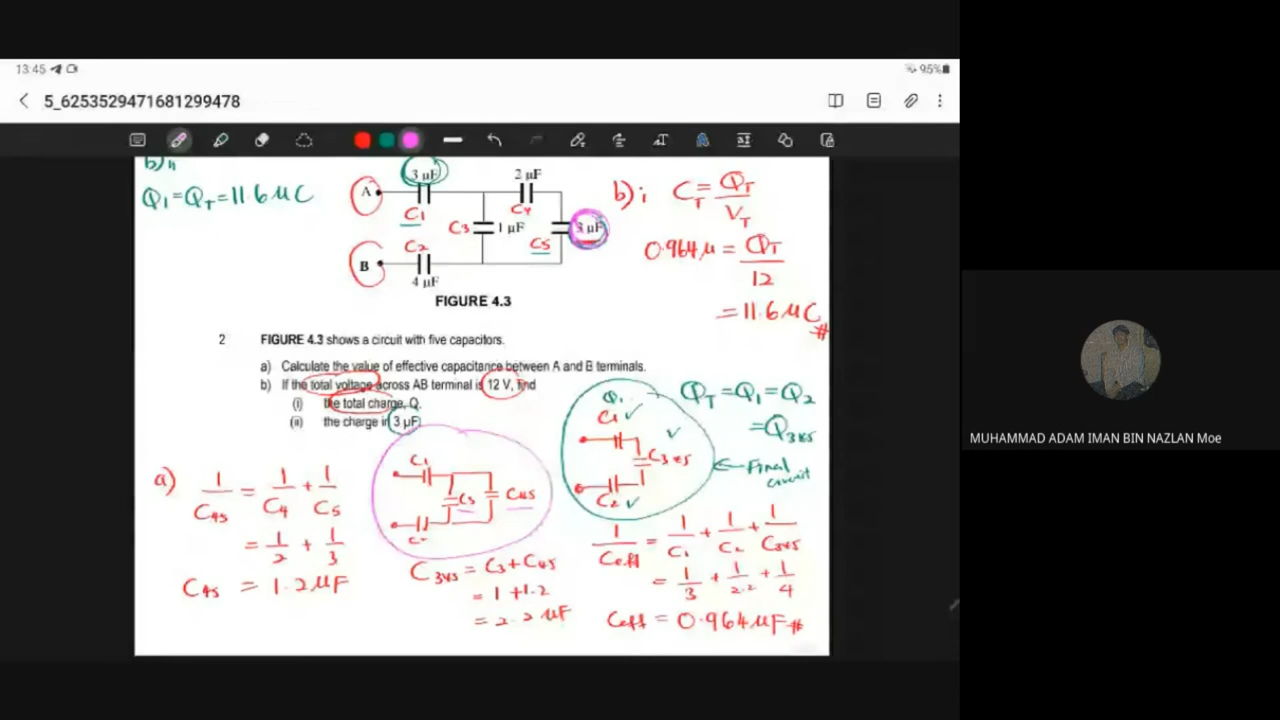 13:45
95%
5_6253529471681299478
b) ii
Q1 = QT = 11.6 μC
A
3 μF
C1
2 μF
C4
C3
1 μF
3 μF
C5
C2
B
4 μF
FIGURE 4.3
b) i CT = QT / VT
0.964 μ = QT / 12
= 11.6 μC #
2 FIGURE 4.3 shows a circuit with five capacitors.
a) Calculate the value of effective capacitance between A and B terminals.
b) If the total voltage across AB terminal is 12 V, find
(i) the total charge, Q.
(ii) the charge in 3 μF.
QT = Q1 = Q2
= Q345
Q1
C1 ✓
✓
C345
C2 ✓
← Final
circuit
C1
C3
C45
a) 1/C45 = 1/C4 + 1/C5
= 1/2 + 1/3
C45 = 1.2 μF
C345 = C3 + C45
= 1 + 1.2
= 2.2 μF
1/Ceff = 1/C1 + 1/C2 + 1/C345
= 1/3 + 1/2.2 + 1/4
Ceff = 0.964 μF #
MUHAMMAD ADAM IMAN BIN NAZLAN Moe